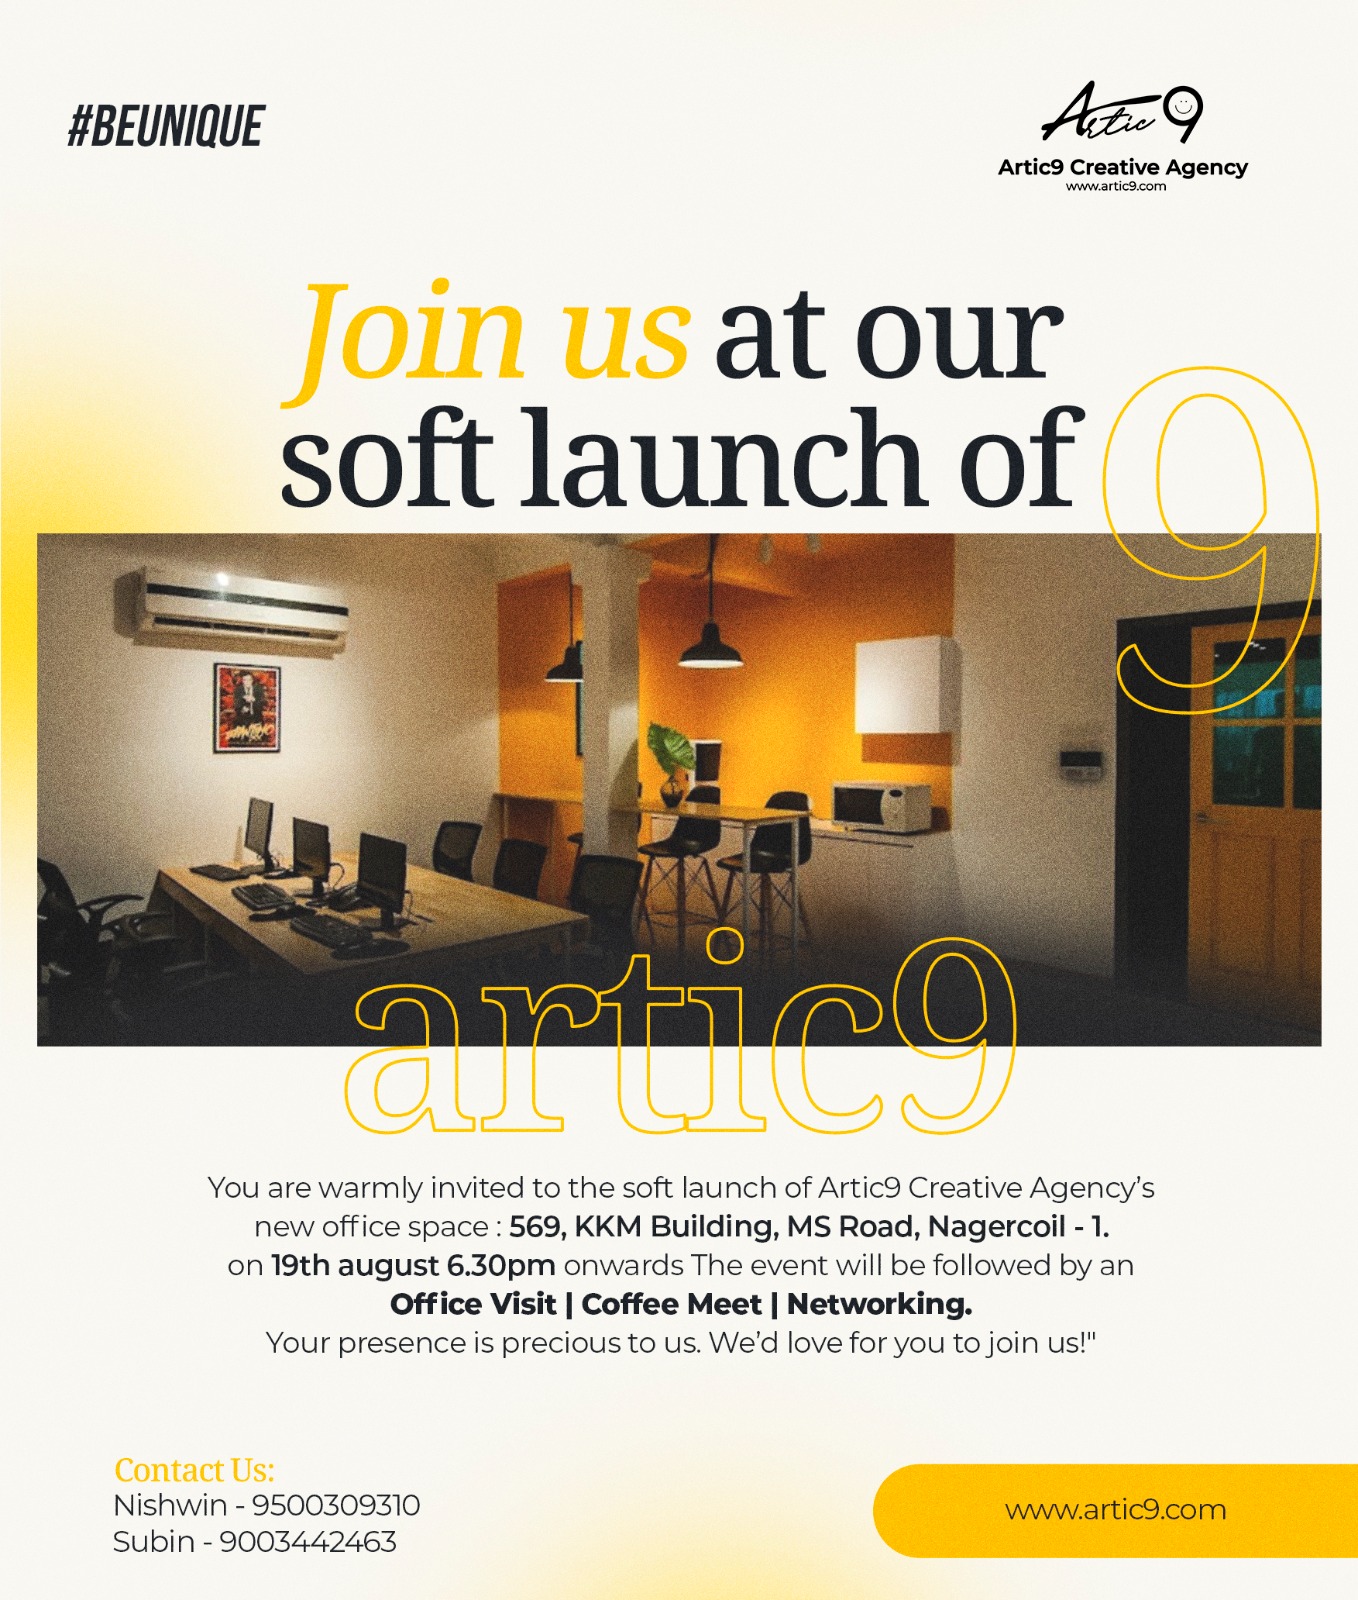 #BEUNIQUE
Artic9
Artic9 Creative Agency
www.artic9.com
Join us at our
soft launch of
9
artic9
You are warmly invited to the soft launch of Artic9 Creative Agency’s
new office space : 569, KKM Building, MS Road, Nagercoil - 1.
on 19th august 6.30pm onwards The event will be followed by an
Office Visit | Coffee Meet | Networking.
Your presence is precious to us. We’d love for you to join us!"
Contact Us:
Nishwin - 9500309310
Subin - 9003442463
www.artic9.com